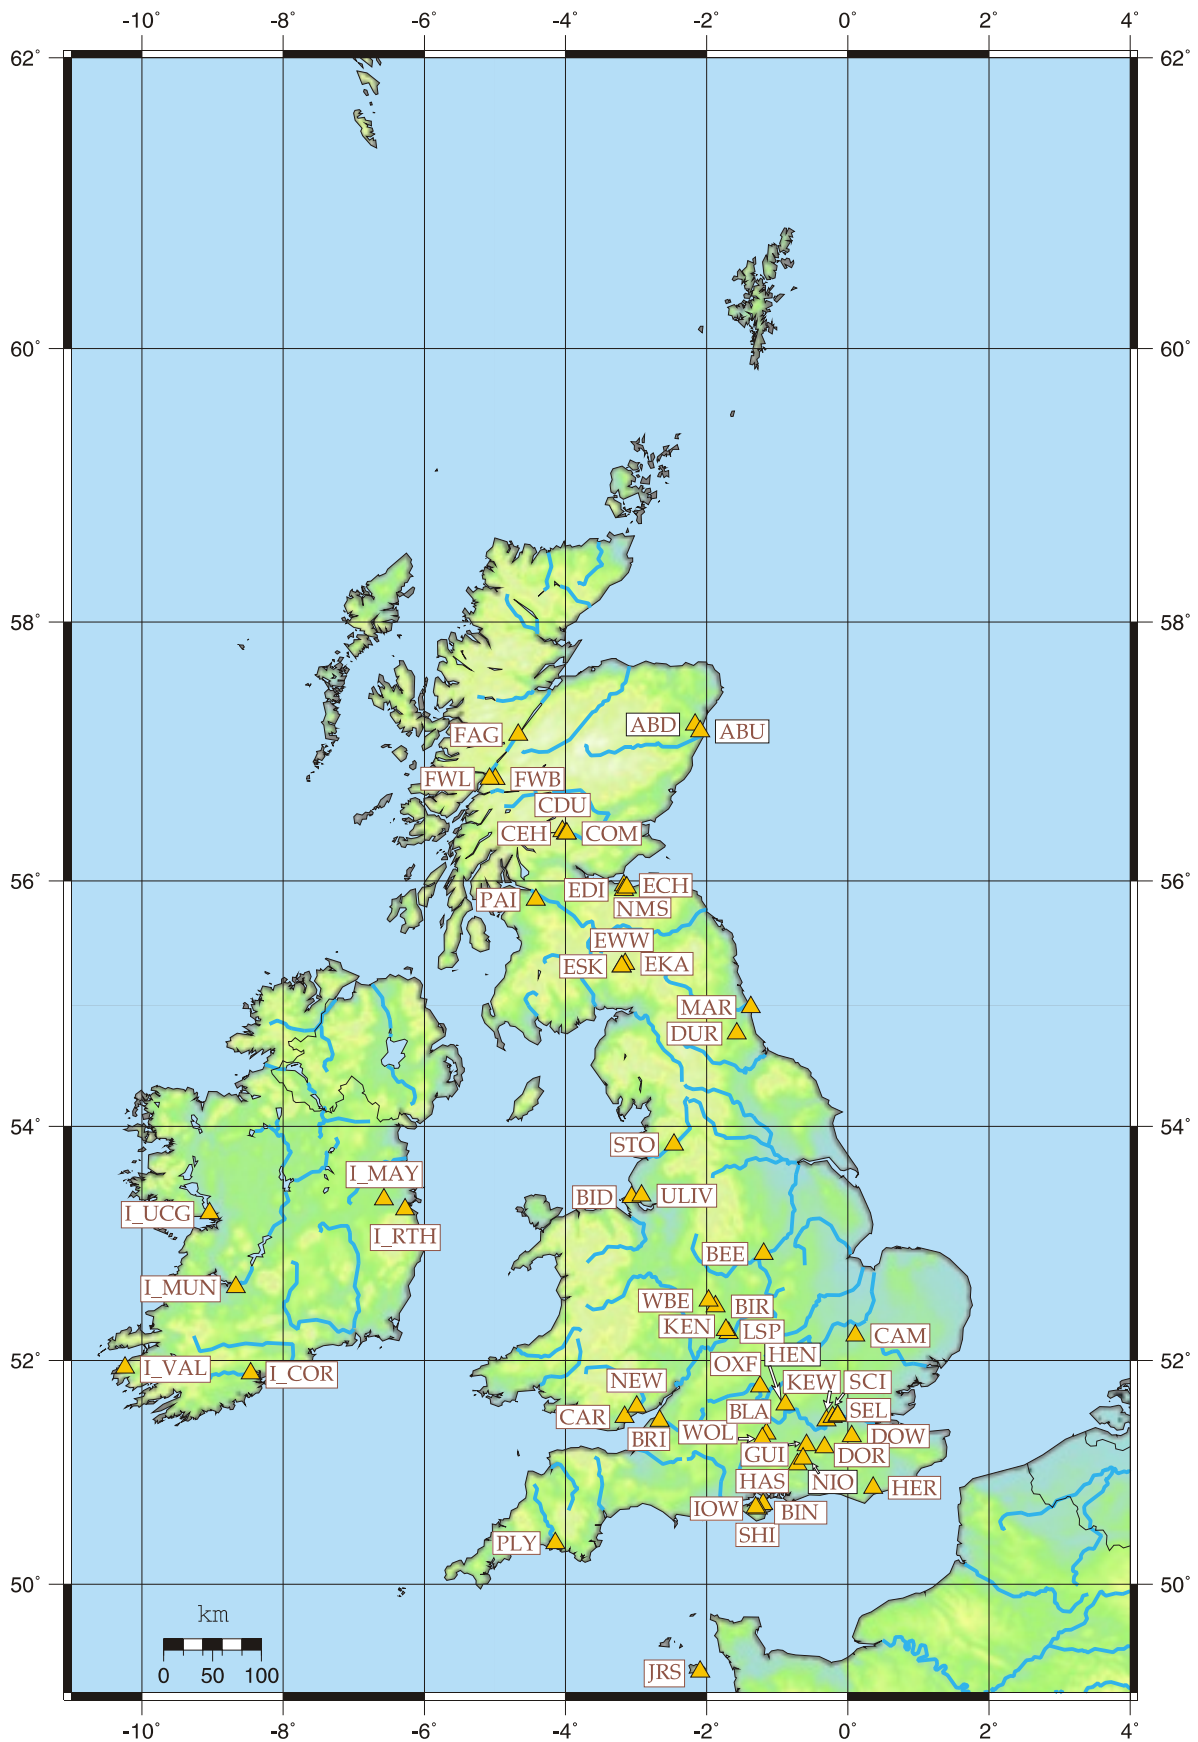 -10° -8° -6° -4° -2° 0° 2° 4°
62° 62°
60° 60°
58° 58°
ABD
ABU
FAG
FWL FWB
CDU
CEH COM
56° 56°
EDI ECH
PAI
NMS
EWW
ESK EKA
MAR
DUR
54° 54°
STO
I_MAY
BID ULIV
I_UCG
I_RTH
BEE
I_MUN
WBE BIR
KEN LSP
CAM
HEN
52° 52°
OXF
I_VAL I_COR
NEW KEW SCI
BLA SEL
CAR
WOL DOW
BRI
GUI DOR
HAS NIO HER
IOW BIN
SHI
PLY
50° 50°
km
0 50 100
JRS
-10° -8° -6° -4° -2° 0° 2° 4°